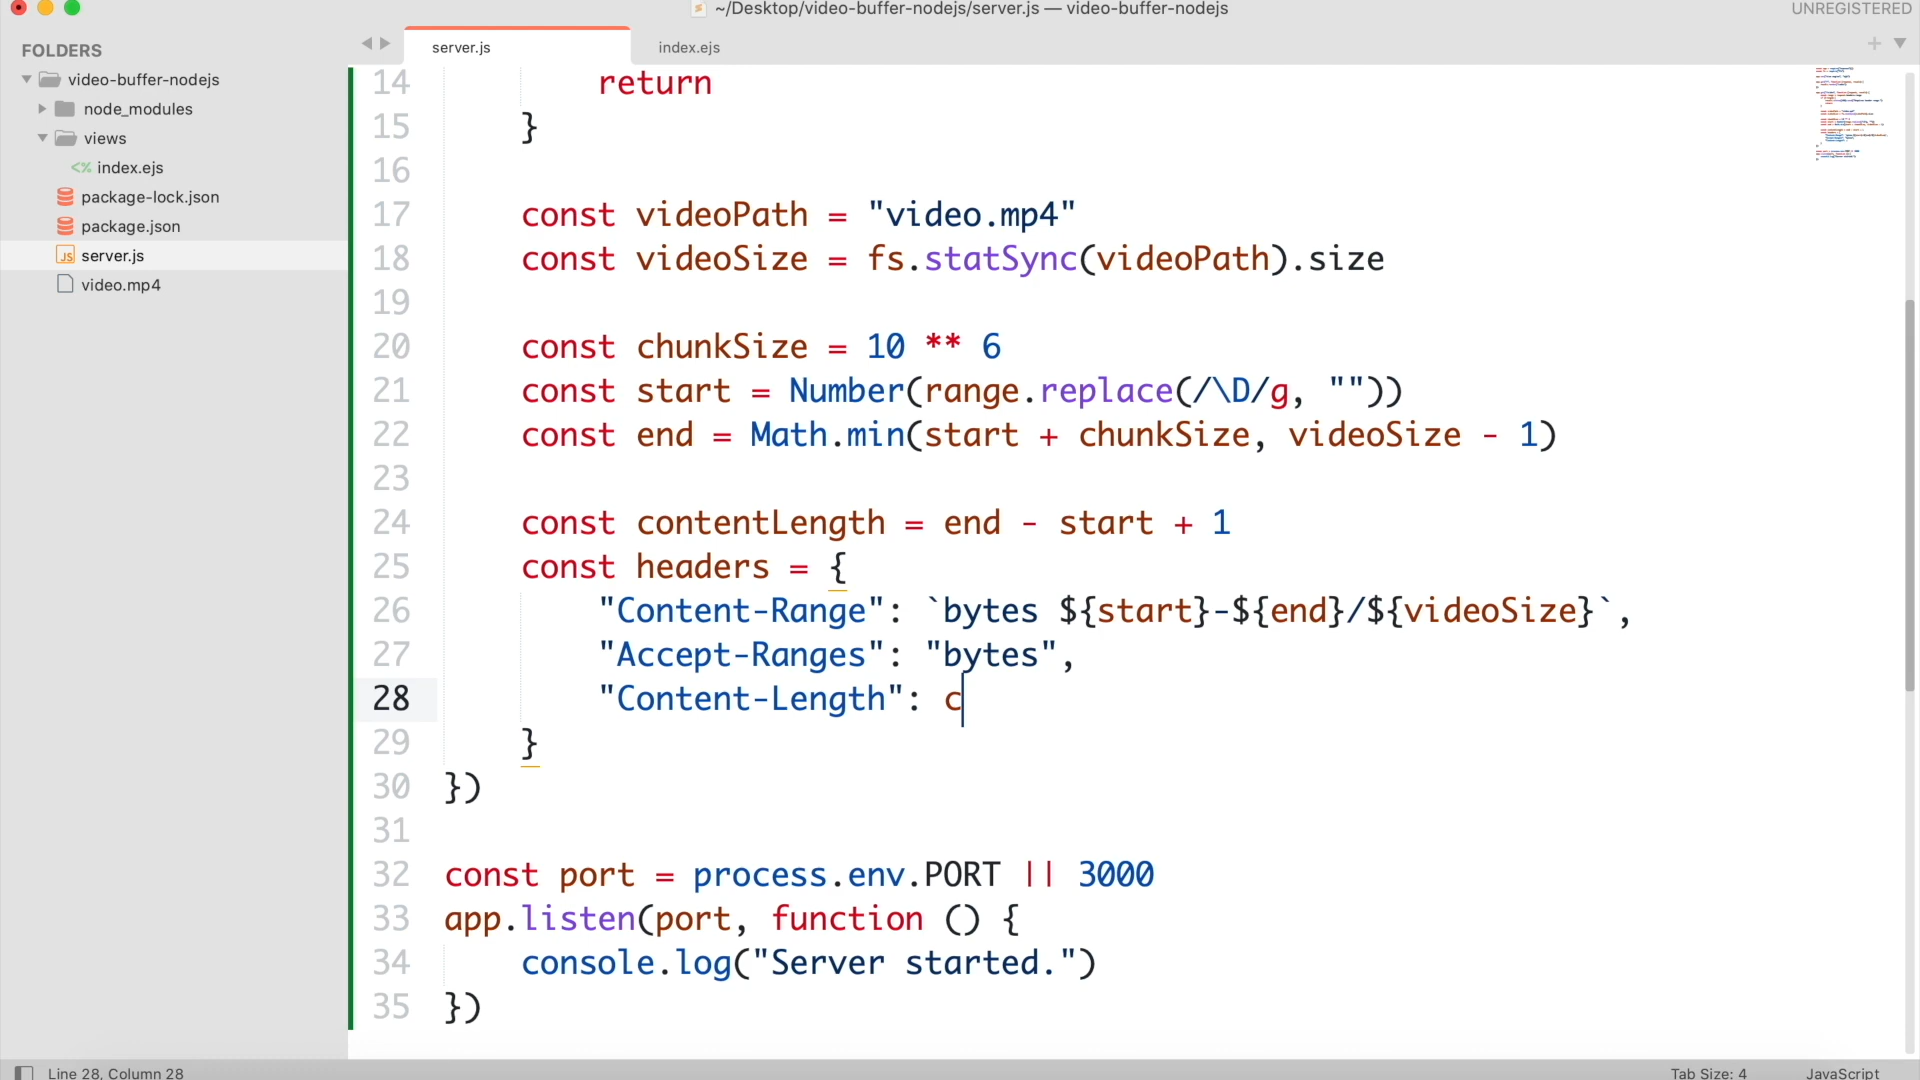 ~/Desktop/video-buffer-nodejs/server.js — video-buffer-nodejs
UNREGISTERED
FOLDERS
video-buffer-nodejs
node_modules
views
<% index.ejs
package-lock.json
package.json
JS server.js
video.mp4
server.js
index.ejs
14 return
15 }
16
17 const videoPath = "video.mp4"
18 const videoSize = fs.statSync(videoPath).size
19
20 const chunkSize = 10 ** 6
21 const start = Number(range.replace(/\D/g, ""))
22 const end = Math.min(start + chunkSize, videoSize - 1)
23
24 const contentLength = end - start + 1
25 const headers = {
26 "Content-Range": `bytes ${start}-${end}/${videoSize}`,
27 "Accept-Ranges": "bytes",
28 "Content-Length": c
29 }
30 })
31
32 const port = process.env.PORT || 3000
33 app.listen(port, function () {
34 console.log("Server started.")
35 })
Line 28, Column 28
Tab Size: 4
JavaScript